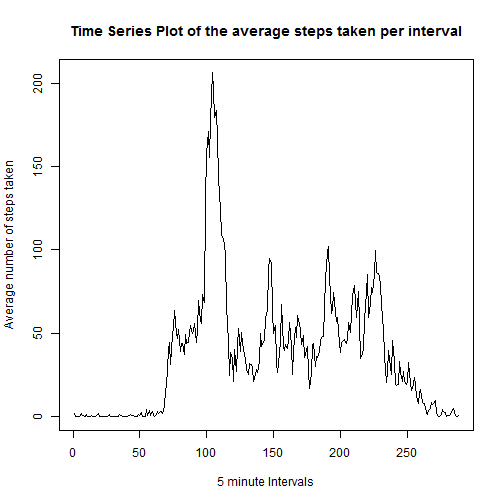 Time Series Plot of the average steps taken per interval
Average number of steps taken
200
150
100
50
0
0 50 100 150 200 250
5 minute Intervals